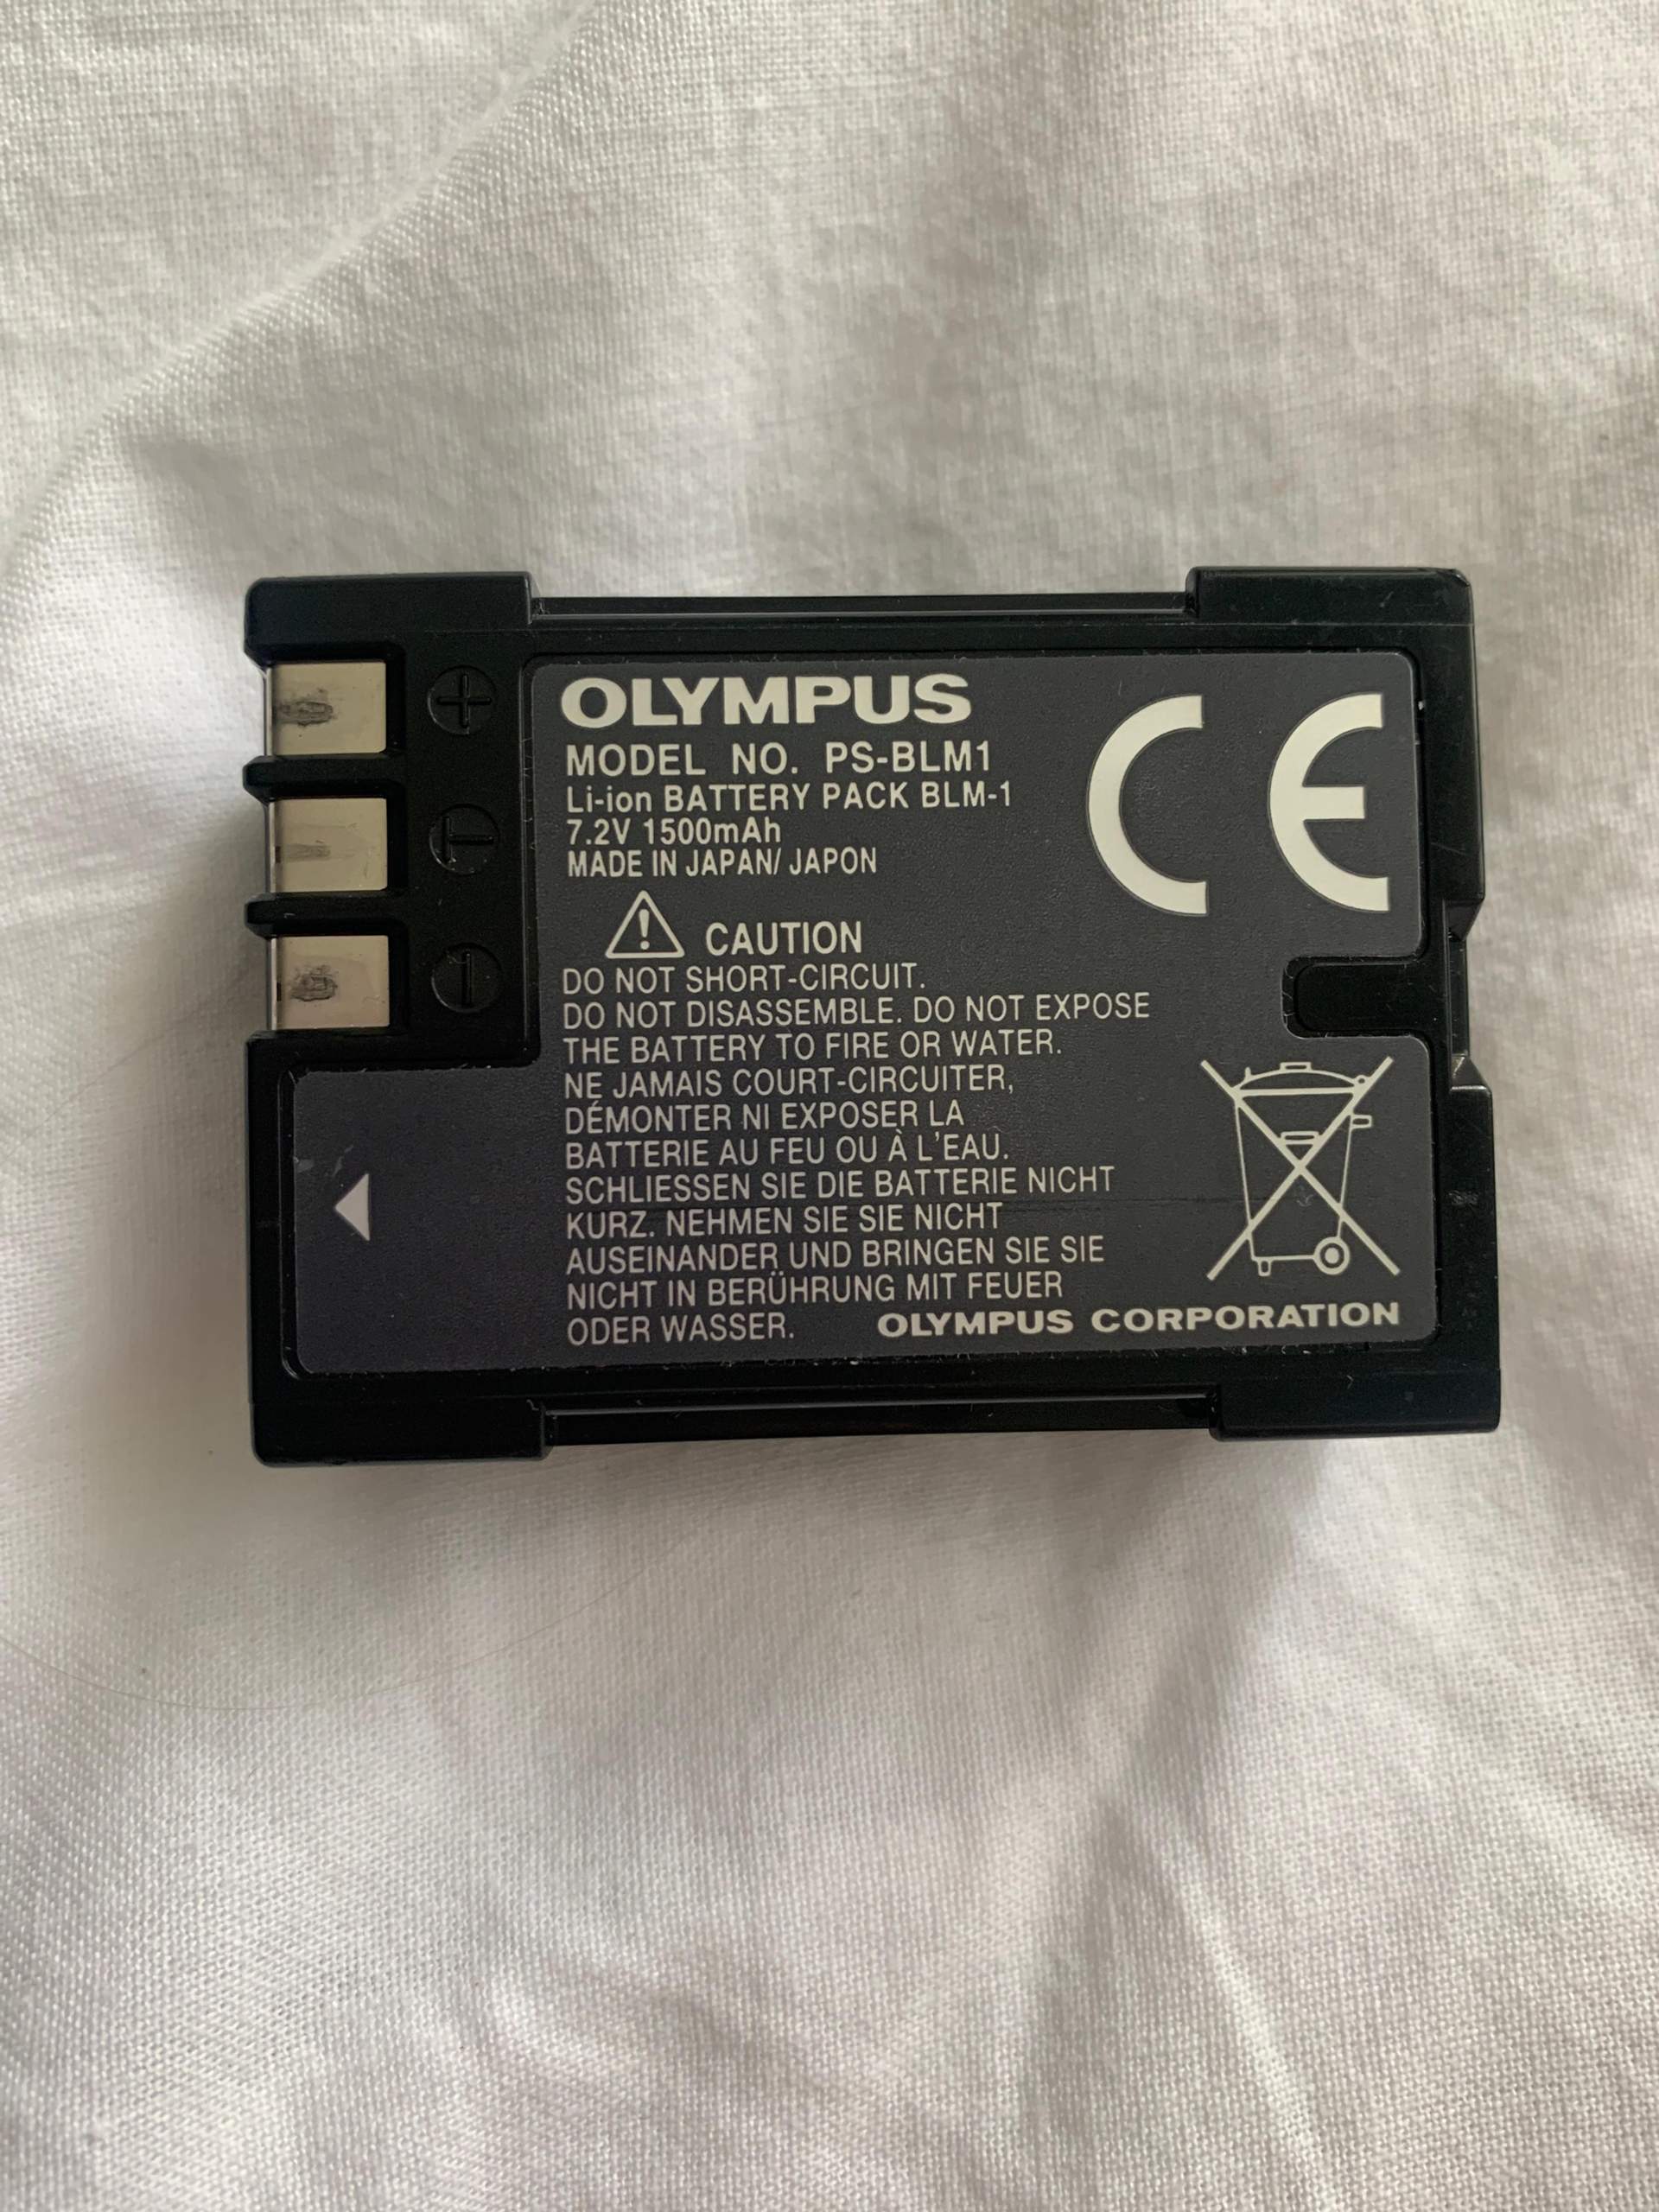 OLYMPUS
MODEL NO. PS-BLM1
Li-ion BATTERY PACK BLM-1
7.2V 1500mAh
MADE IN JAPAN/ JAPON
CE
+
T
−
CAUTION
DO NOT SHORT-CIRCUIT.
DO NOT DISASSEMBLE. DO NOT EXPOSE
THE BATTERY TO FIRE OR WATER.
NE JAMAIS COURT-CIRCUITER,
DÉMONTER NI EXPOSER LA
BATTERIE AU FEU OU À L'EAU.
SCHLIESSEN SIE DIE BATTERIE NICHT
KURZ. NEHMEN SIE SIE NICHT
AUSEINANDER UND BRINGEN SIE SIE
NICHT IN BERÜHRUNG MIT FEUER
ODER WASSER.
OLYMPUS CORPORATION